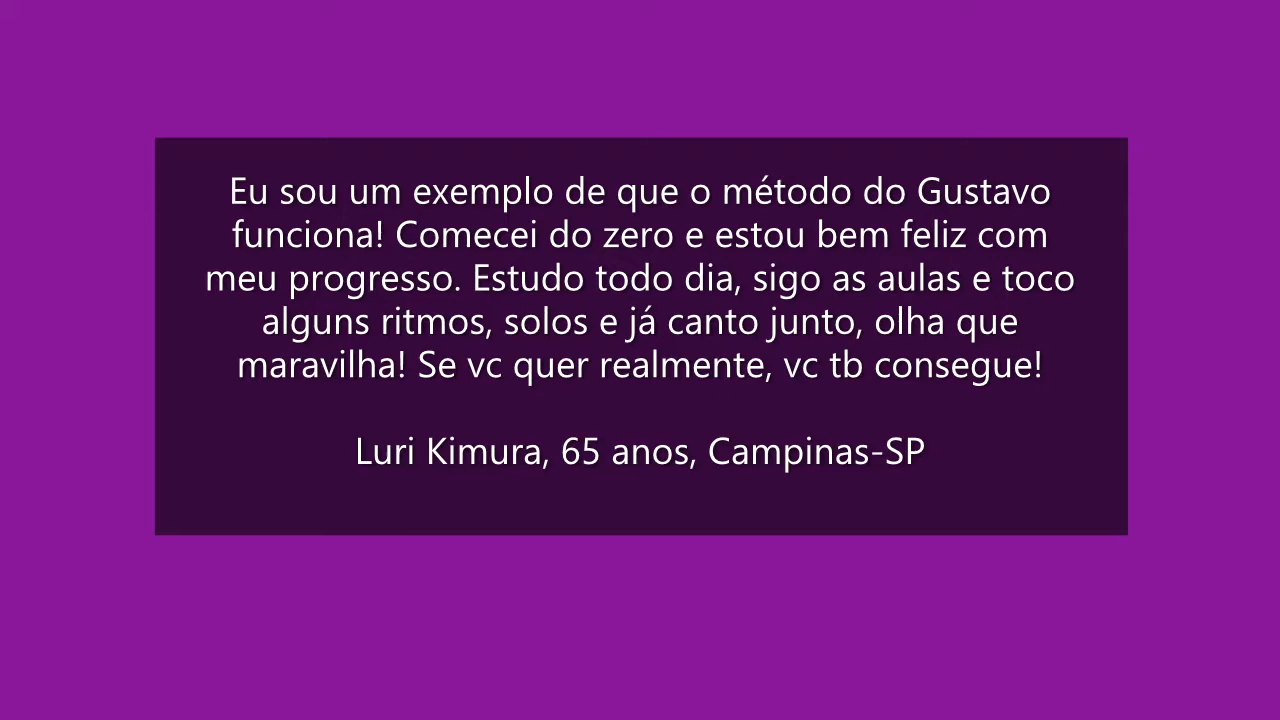 Eu sou um exemplo de que o método do Gustavo
funciona! Comecei do zero e estou bem feliz com
meu progresso. Estudo todo dia, sigo as aulas e toco
alguns ritmos, solos e já canto junto, olha que
maravilha! Se vc quer realmente, vc tb consegue!
Luri Kimura, 65 anos, Campinas-SP